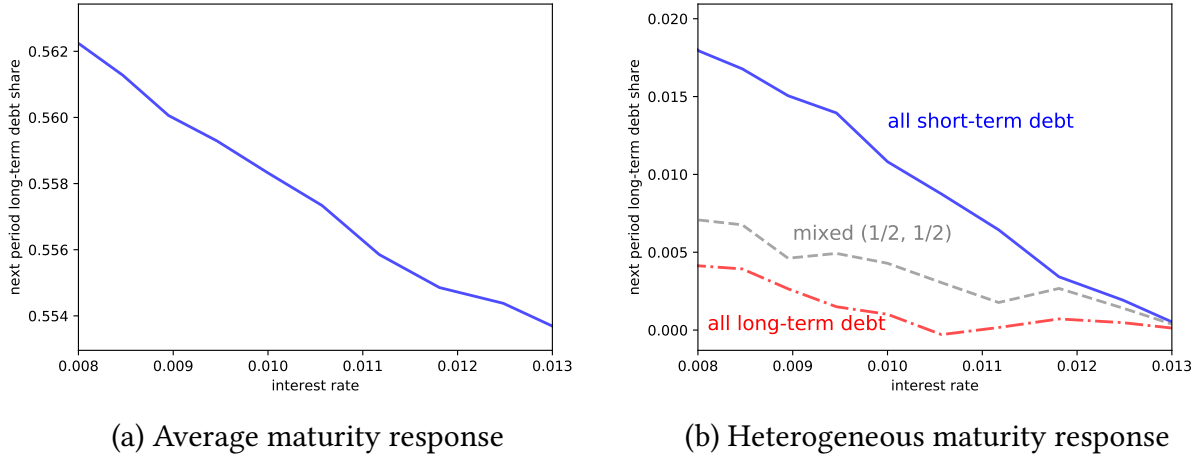 next period long-term debt share
0.562
0.560
0.558
0.556
0.554
0.008 0.009 0.010 0.011 0.012 0.013
interest rate
(a) Average maturity response
next period long-term debt share
0.020
0.015
0.010
0.005
0.000
all short-term debt
mixed (1/2, 1/2)
all long-term debt
0.008 0.009 0.010 0.011 0.012 0.013
interest rate
(b) Heterogeneous maturity response